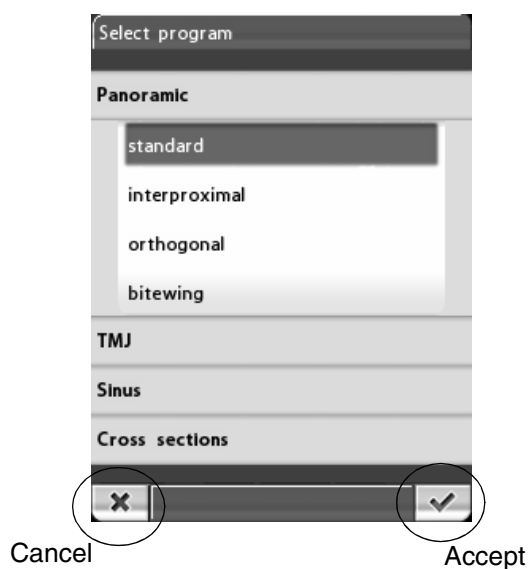 Select program
Panoramic
standard
interproximal
orthogonal
bitewing
TMJ
Sinus
Cross sections
Cancel
Accept